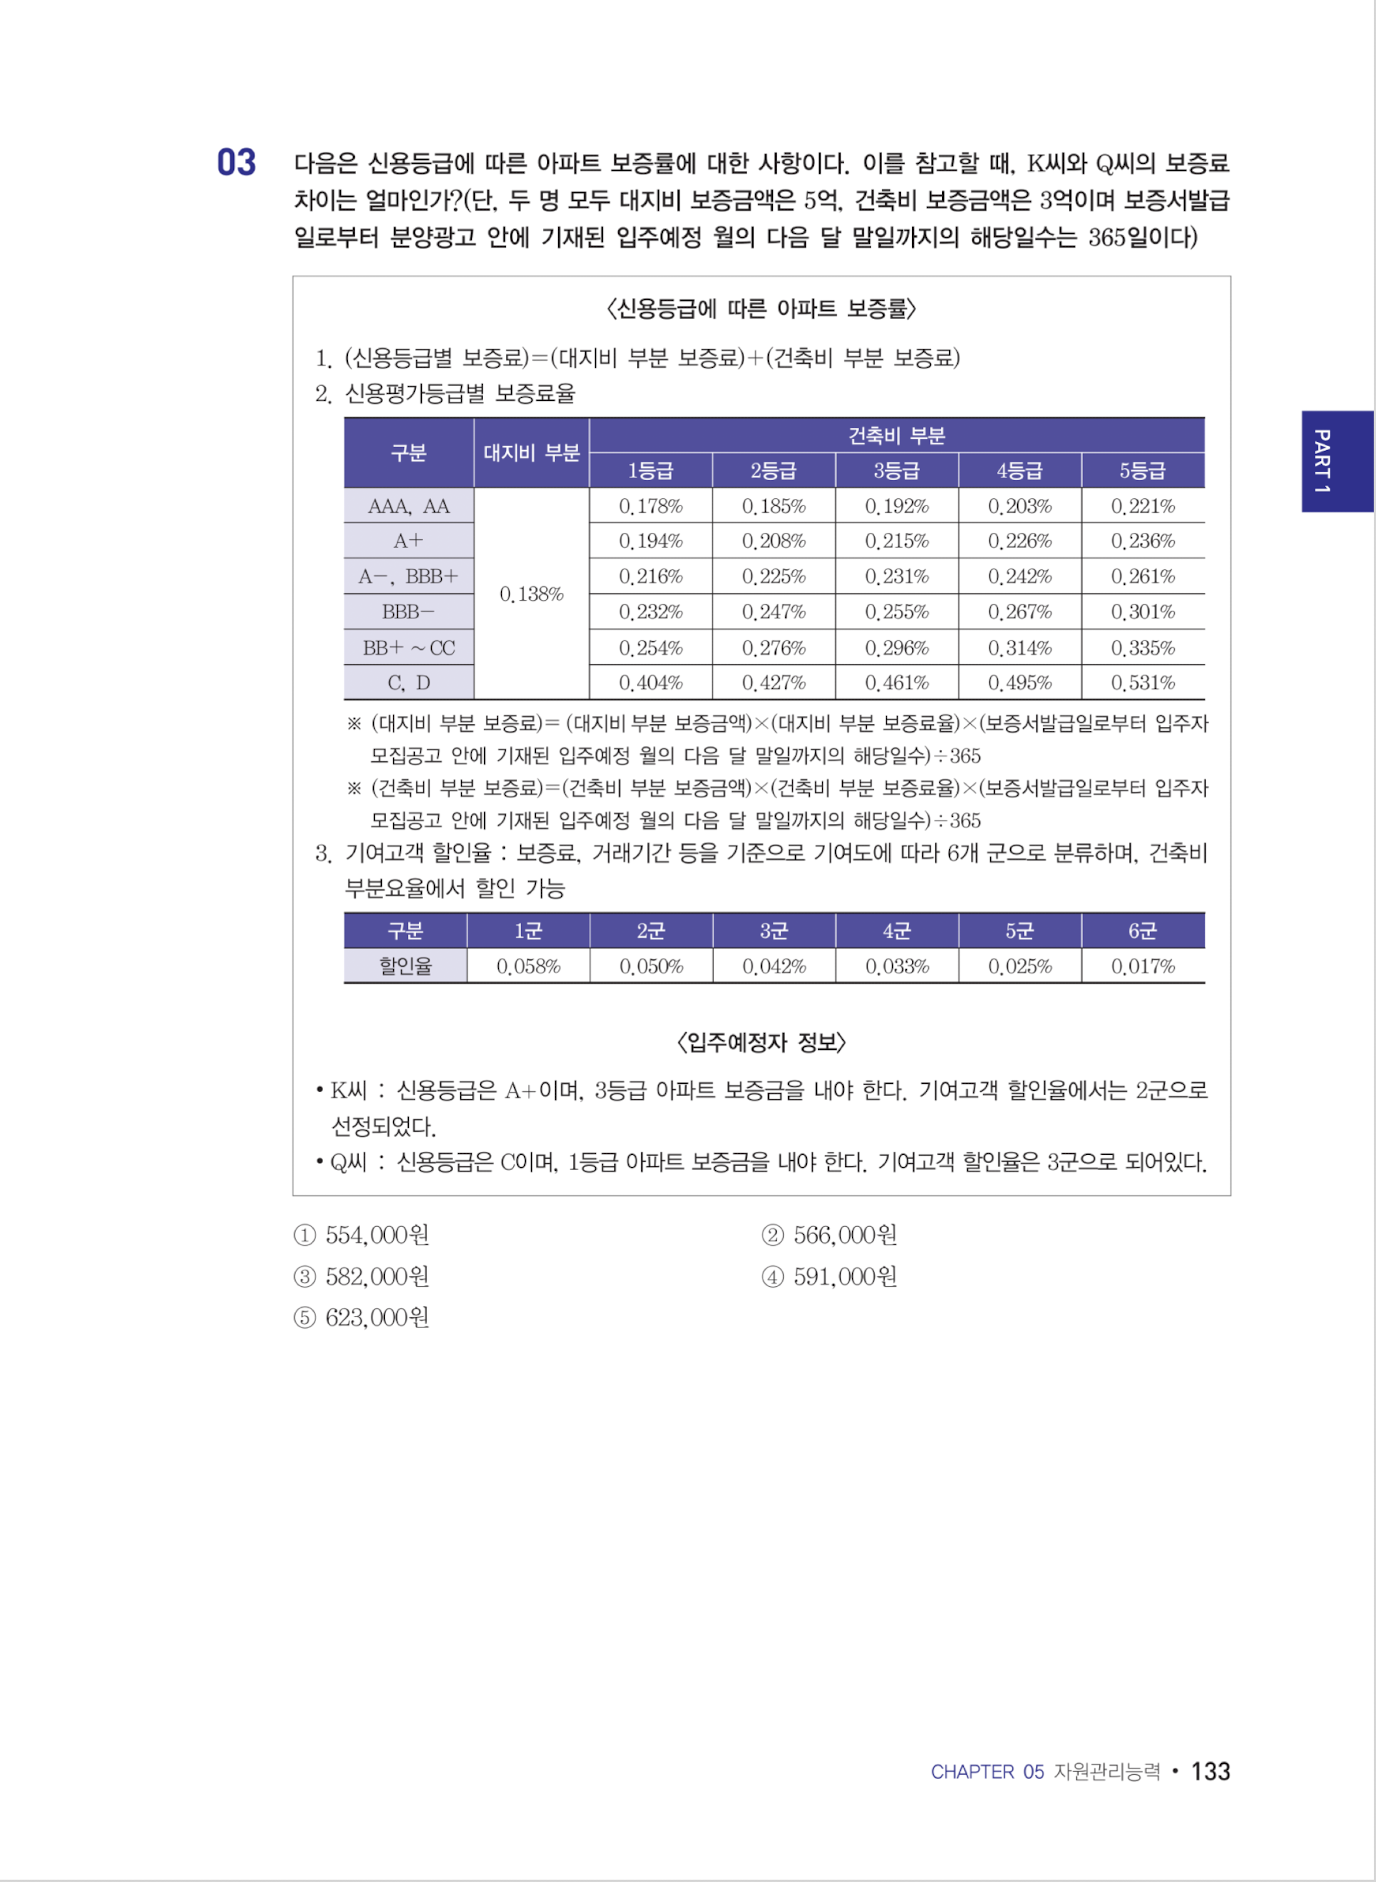 03 다음은 신용등급에 따른 아파트 보증률에 대한 사항이다. 이를 참고할 때, K씨와 Q씨의 보증료
차이는 얼마인가?(단, 두 명 모두 대지비 보증금액은 5억, 건축비 보증금액은 3억이며 보증서발급
일로부터 분양광고 안에 기재된 입주예정 월의 다음 달 말일까지의 해당일수는 365일이다)
〈신용등급에 따른 아파트 보증률〉
1. (신용등급별 보증료)=(대지비 부분 보증료)+(건축비 부분 보증료)
2. 신용평가등급별 보증료율
구분 대지비 부분 건축비 부분
1등급 2등급 3등급 4등급 5등급
AAA, AA 0.178% 0.185% 0.192% 0.203% 0.221%
A+ 0.194% 0.208% 0.215% 0.226% 0.236%
A-, BBB+ 0.216% 0.225% 0.231% 0.242% 0.261%
0.138%
BBB- 0.232% 0.247% 0.255% 0.267% 0.301%
BB+ ~ CC 0.254% 0.276% 0.296% 0.314% 0.335%
C, D 0.404% 0.427% 0.461% 0.495% 0.531%
※ (대지비 부분 보증료)= (대지비 부분 보증금액)×(대지비 부분 보증료율)×(보증서발급일로부터 입주자
모집공고 안에 기재된 입주예정 월의 다음 달 말일까지의 해당일수)÷365
※ (건축비 부분 보증료)=(건축비 부분 보증금액)×(건축비 부분 보증료율)×(보증서발급일로부터 입주자
모집공고 안에 기재된 입주예정 월의 다음 달 말일까지의 해당일수)÷365
3. 기여고객 할인율 : 보증료, 거래기간 등을 기준으로 기여도에 따라 6개 군으로 분류하며, 건축비
부분요율에서 할인 가능
구분 1군 2군 3군 4군 5군 6군
할인율 0.058% 0.050% 0.042% 0.033% 0.025% 0.017%
〈입주예정자 정보〉
• K씨 : 신용등급은 A+이며, 3등급 아파트 보증금을 내야 한다. 기여고객 할인율에서는 2군으로
선정되었다.
• Q씨 : 신용등급은 C이며, 1등급 아파트 보증금을 내야 한다. 기여고객 할인율은 3군으로 되어있다.
① 554,000원 ② 566,000원
③ 582,000원 ④ 591,000원
⑤ 623,000원
PART 1
CHAPTER 05 자원관리능력 • 133